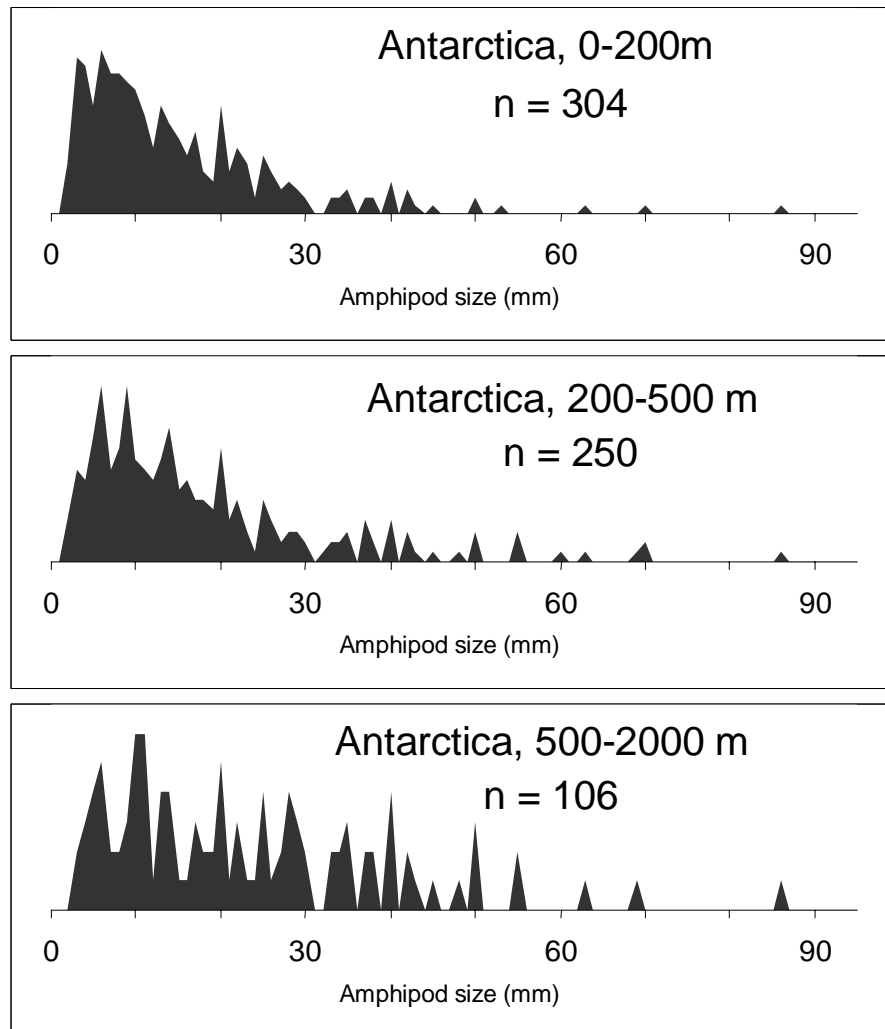 Antarctica, 0-200m
n = 304
0 30 60 90
Amphipod size (mm)
Antarctica, 200-500 m
n = 250
0 30 60 90
Amphipod size (mm)
Antarctica, 500-2000 m
n = 106
0 30 60 90
Amphipod size (mm)